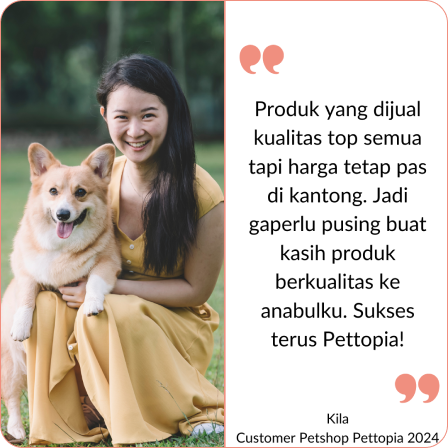 Produk yang dijual
kualitas top semua
tapi harga tetap pas
di kantong. Jadi
gaperlu pusing buat
kasih produk
berkualitas ke
anabulku. Sukses
terus Pettopia!
Kila
Customer Petshop Pettopia 2024